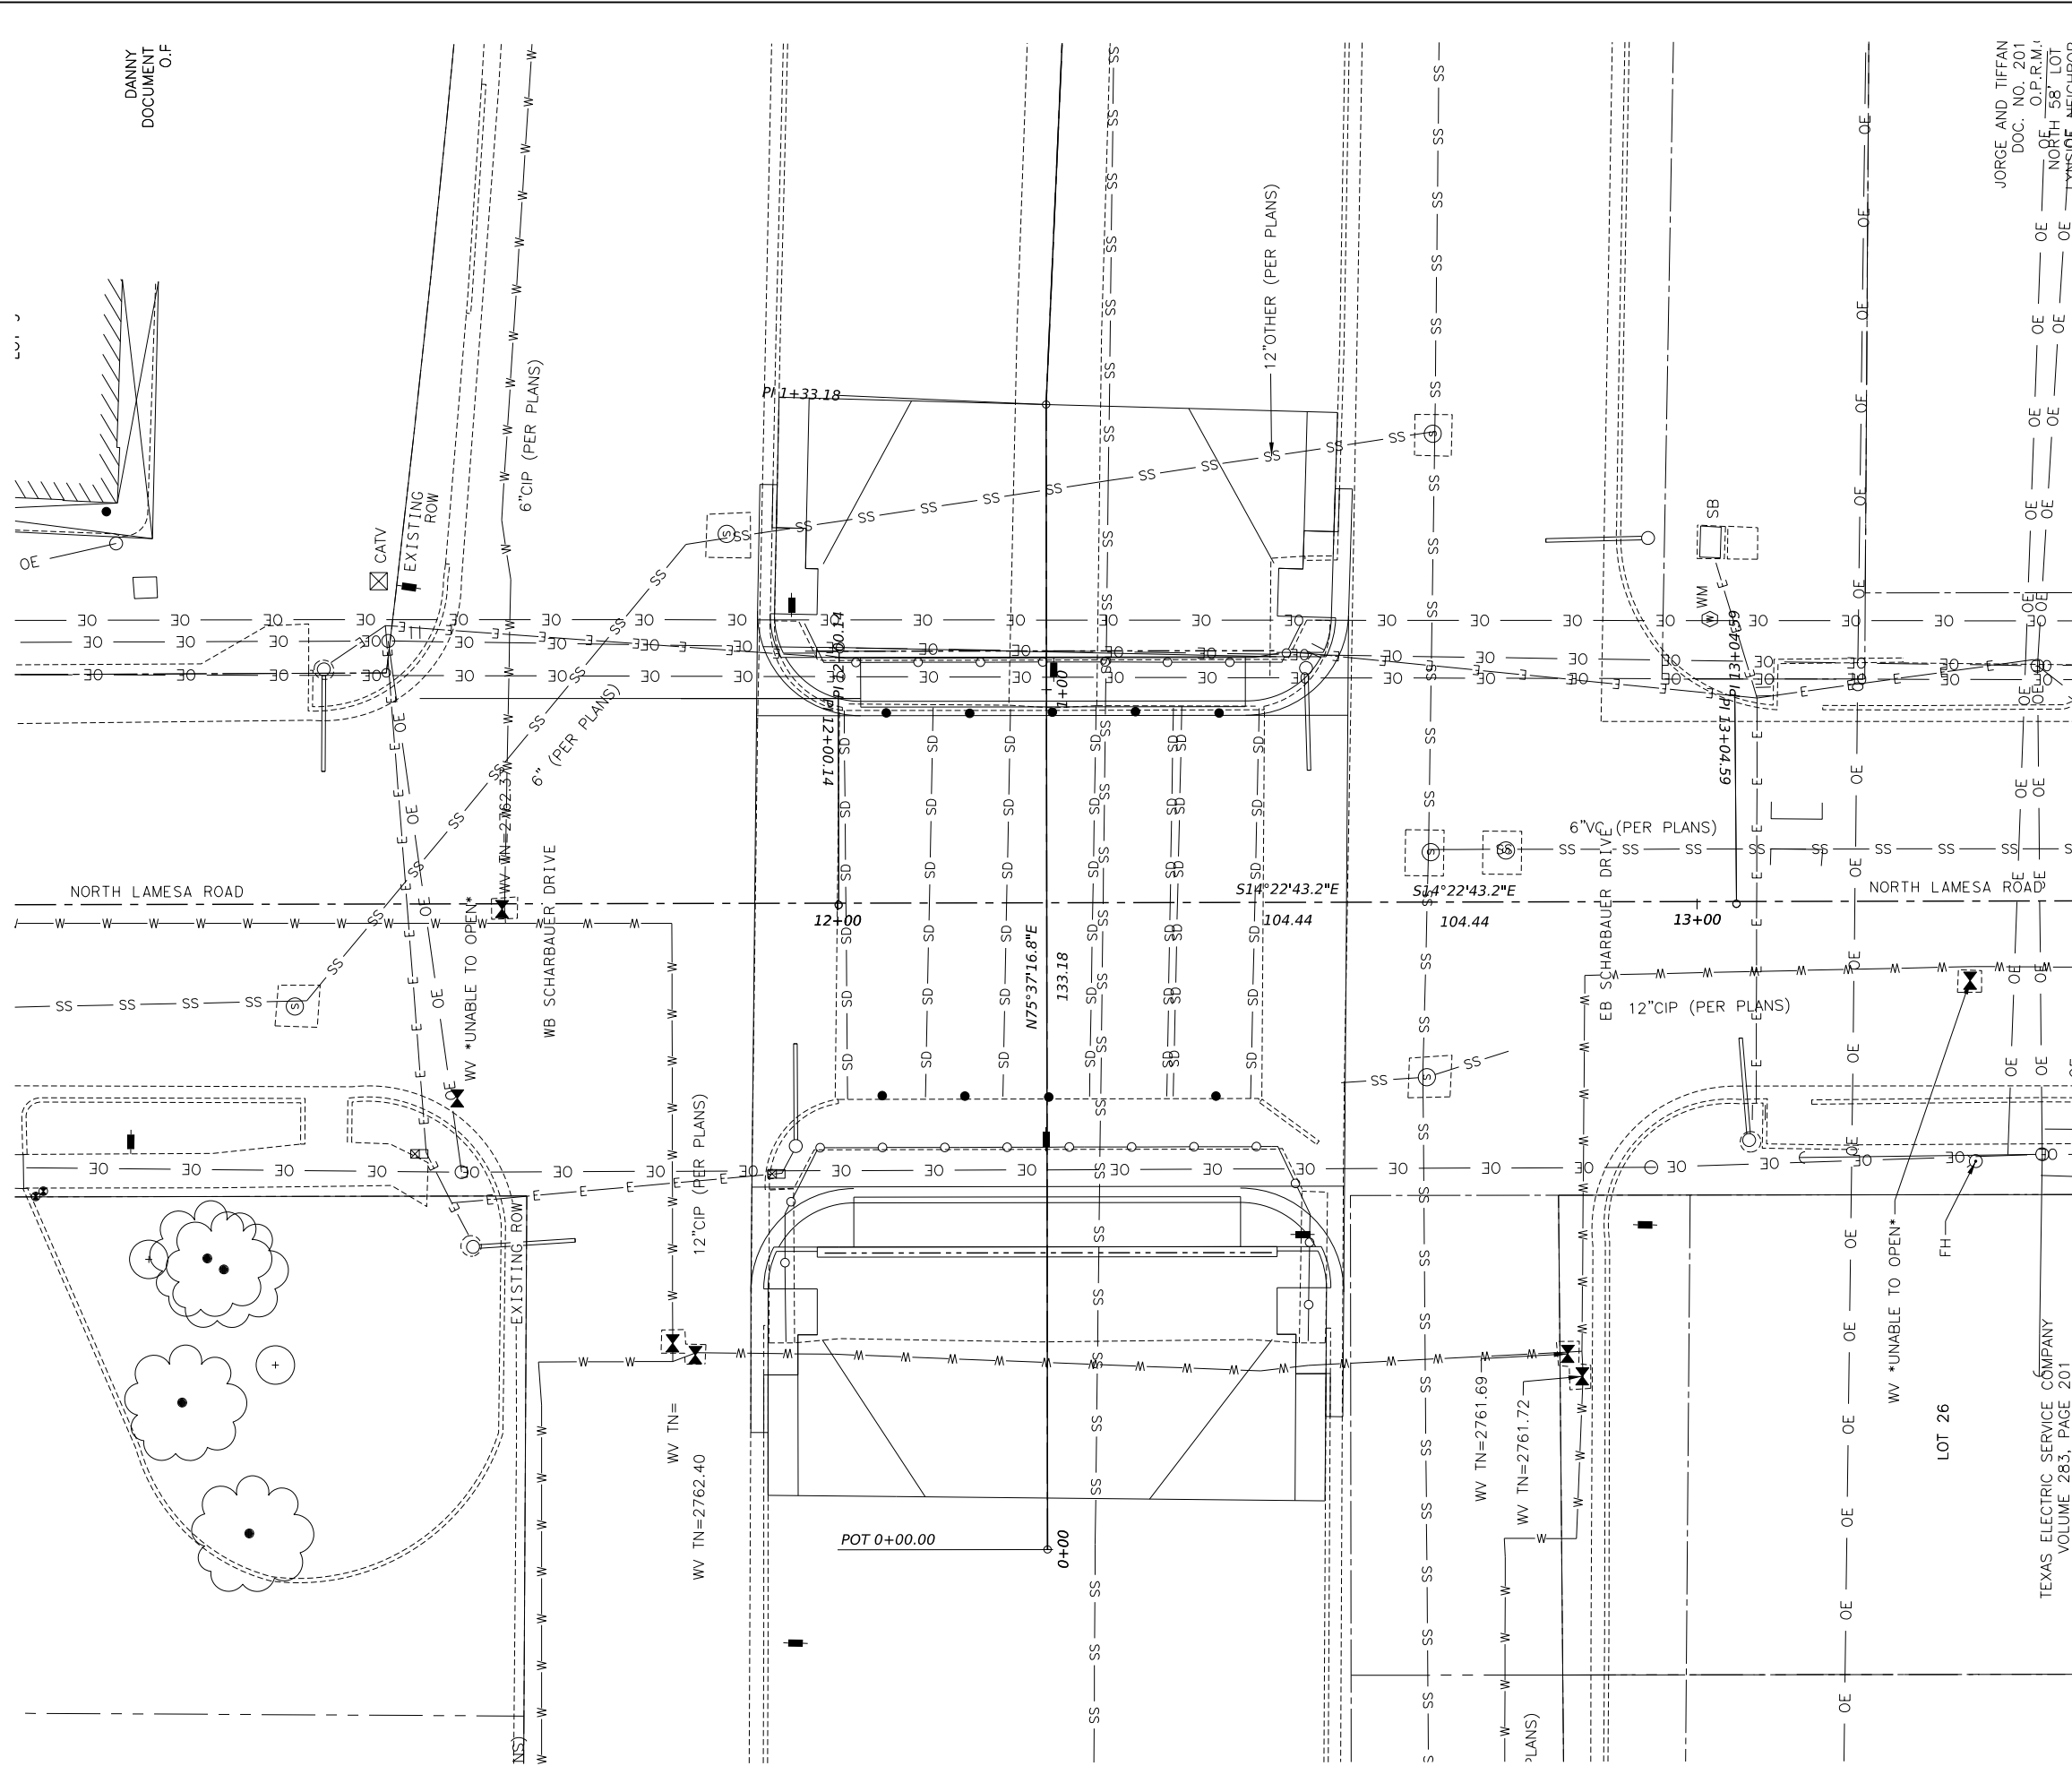 DANNY
DOCUMENT
JORGE AND TIFFAN
DOC. NO. 201
O.P.R.M.
NORTH 58' LOT
12"OTHER (PER PLANS)
6"CIP (PER PLANS)
PI 1+33.18
EXISTING
ROW
CATV
OE
SB
WM
1+00
PI 12+00.14
PI 13+04.59
6" (PER PLANS)
WV TN=2762.37
6"VC (PER PLANS)
NORTH LAMESA ROAD
WV *UNABLE TO OPEN*
WB SCHARBAUER DRIVE
12+00
S14°22'43.2"E
104.44
S14°22'43.2"E
104.44
13+00
EB SCHARBAUER DRIVE
NORTH LAMESA ROAD
N75°37'16.8"E
133.18
12"CIP (PER PLANS)
12"CIP (PER PLANS)
EXISTING ROW
WV *UNABLE TO OPEN*
FH
WV TN=
WV TN=2762.40
WV TN=2761.69
WV TN=2761.72
LOT 26
TEXAS ELECTRIC SERVICE COMPANY
VOLUME 283, PAGE 201
POT 0+00.00
0+00
SS
SD
OE
E
W